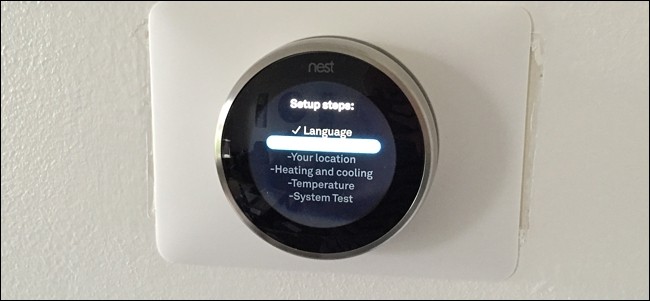 nest
Setup steps:
✓ Language
-Your location
-Heating and cooling
-Temperature
-System Test